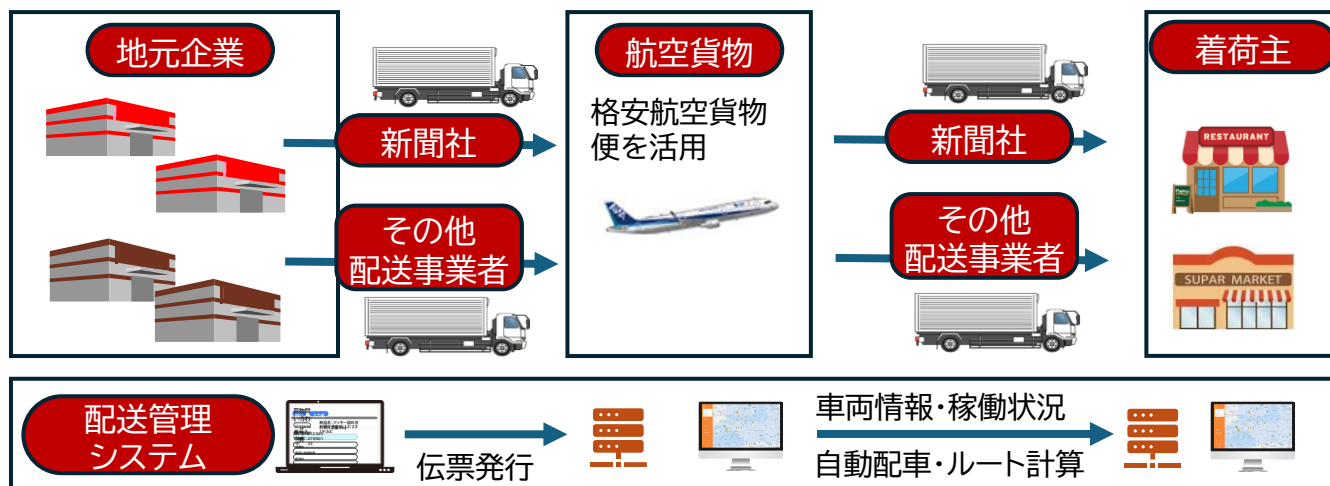 地元企業
新聞社
その他
配送事業者
航空貨物
格安航空貨物
便を活用
ANA
新聞社
その他
配送事業者
着荷主
RESTAURANT
SUPAR MARKET
配送管理
システム
伝票発行
車両情報・稼働状況
自動配車・ルート計算